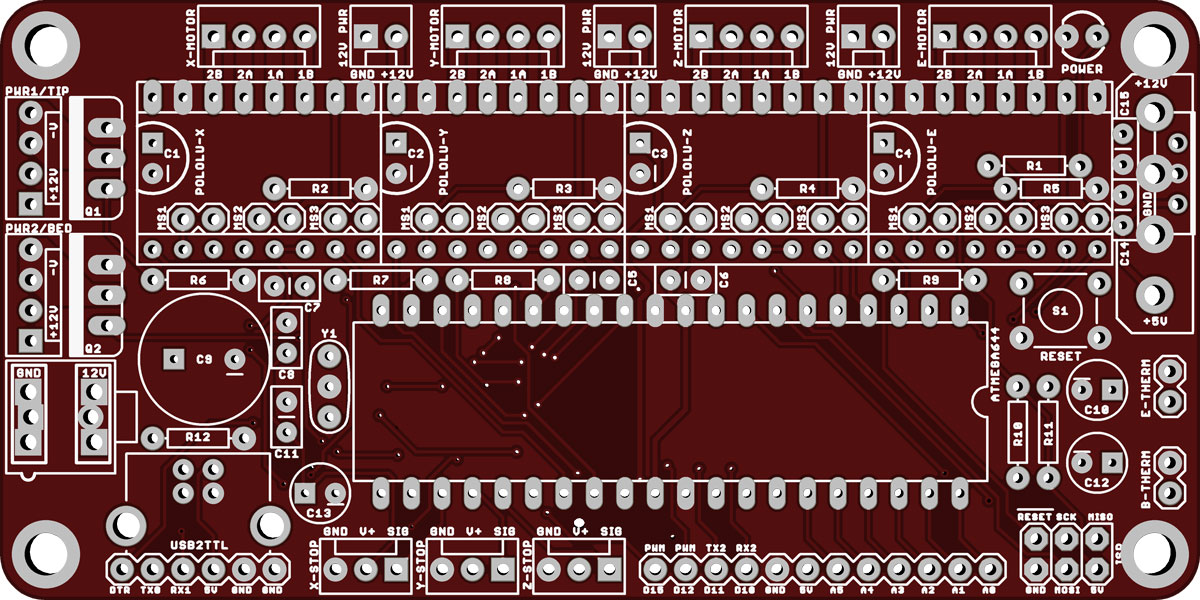 X-MOTOR
2B 2A 1A 1B
12V PWR
GND +12V
Y-MOTOR
2B 2A 1A 1B
12V PWR
GND +12V
Z-MOTOR
2B 2A 1A 1B
12V PWR
GND +12V
E-MOTOR
2B 2A 1A 1B
POWER
+12V
C15
PWR1/TIP
-V
+12V
Q1
C1
POLOLU-X
R2
MS1
MS2
MS3
C2
POLOLU-Y
R3
MS1
MS2
MS3
C3
POLOLU-Z
R4
MS1
MS2
MS3
C4
POLOLU-E
R1
R5
MS1
MS2
MS3
GND
C14
+5V
PWR2/BED
-V
+12V
Q2
R6
C7
R7
R8
C5
C6
R9
S1
RESET
C9
C8
Y1
ATMEGA644
GND
12V
R12
C11
C13
R10
R11
C10
C12
E-THERM
B-THERM
USB2TTL
DTR TX0 RX1 5V GND GND
GND V+ SIG
X-STOP
GND V+ SIG
Y-STOP
GND V+ SIG
Z-STOP
PWM PWM TX2 RX2
D15 D12 D11 D10 GND 5V A5 A4 A3 A2 A1 A0
RESET SCK MISO
GND MOSI 5V
ISP